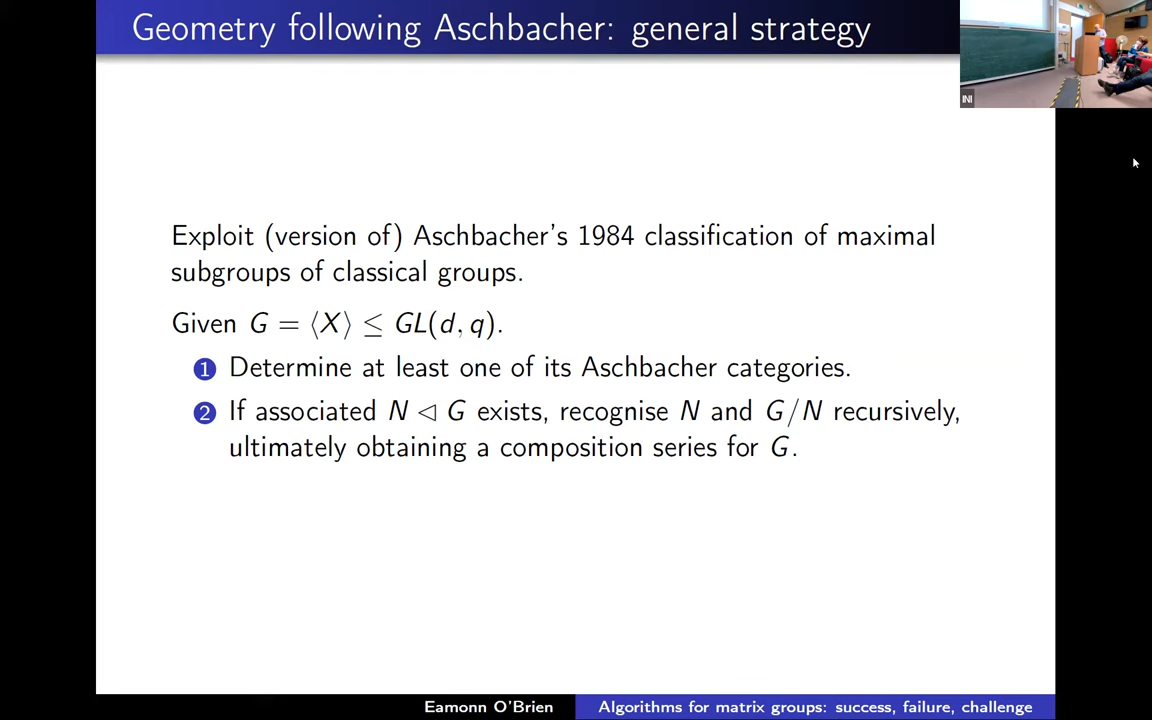 Geometry following Aschbacher: general strategy
INI
Exploit (version of) Aschbacher's 1984 classification of maximal
subgroups of classical groups.
Given G = ⟨X⟩ ≤ GL(d, q).
1 Determine at least one of its Aschbacher categories.
2 If associated N ◁ G exists, recognise N and G/N recursively,
ultimately obtaining a composition series for G.
Eamonn O'Brien
Algorithms for matrix groups: success, failure, challenge